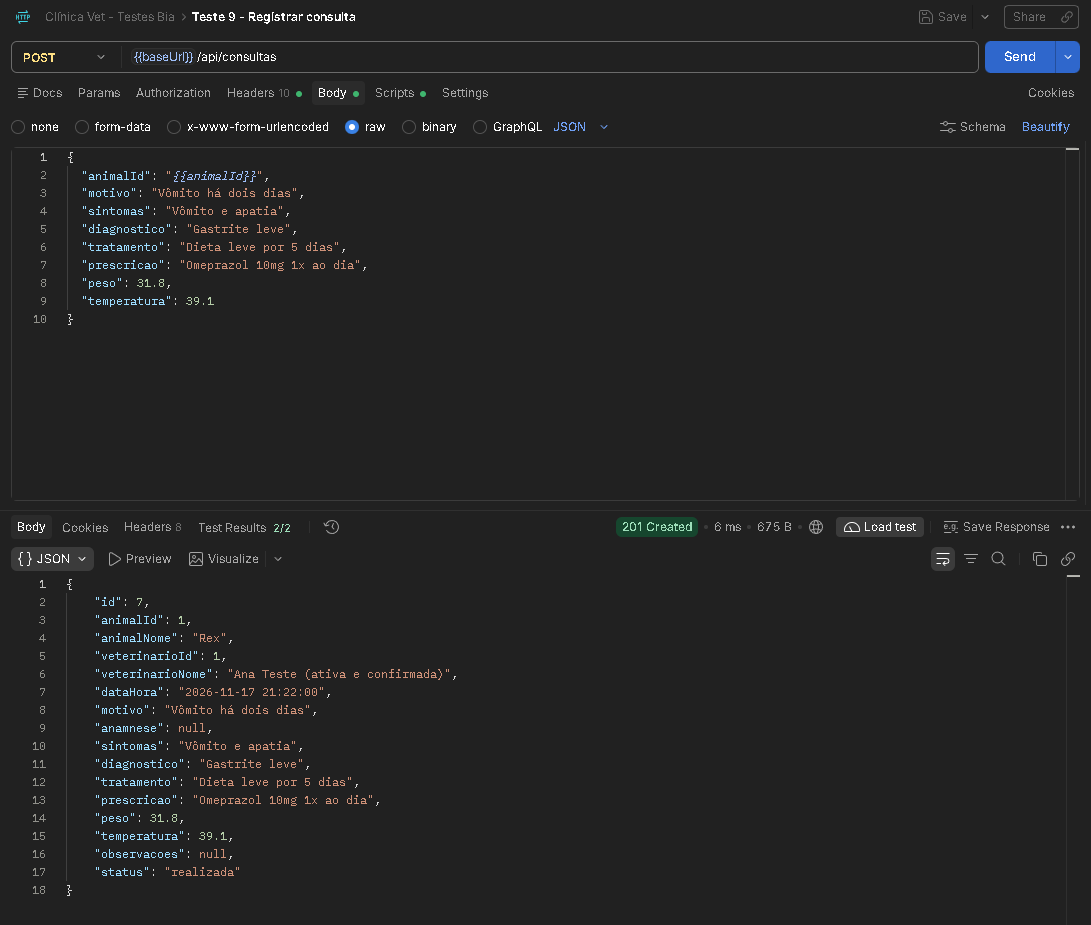 HTTP Clínica Vet - Testes Bia > Teste 9 - Registrar consulta Save Share
POST {{baseUrl}} /api/consultas Send
Docs Params Authorization Headers 10 Body Scripts Settings Cookies
none form-data x-www-form-urlencoded raw binary GraphQL JSON Schema Beautify
1 {
2 "animalId": "{{animalId}}",
3 "motivo": "Vômito há dois dias",
4 "sintomas": "Vômito e apatia",
5 "diagnostico": "Gastrite leve",
6 "tratamento": "Dieta leve por 5 dias",
7 "prescricao": "Omeprazol 10mg 1x ao dia",
8 "peso": 31.8,
9 "temperatura": 39.1
10 }
Body Cookies Headers 8 Test Results 2/2 201 Created • 6 ms • 675 B • Load test e.g. Save Response
{} JSON Preview Visualize
1 {
2 "id": 7,
3 "animalId": 1,
4 "animalNome": "Rex",
5 "veterinarioId": 1,
6 "veterinarioNome": "Ana Teste (ativa e confirmada)",
7 "dataHora": "2026-11-17 21:22:00",
8 "motivo": "Vômito há dois dias",
9 "anamnese": null,
10 "sintomas": "Vômito e apatia",
11 "diagnostico": "Gastrite leve",
12 "tratamento": "Dieta leve por 5 dias",
13 "prescricao": "Omeprazol 10mg 1x ao dia",
14 "peso": 31.8,
15 "temperatura": 39.1,
16 "observacoes": null,
17 "status": "realizada"
18 }